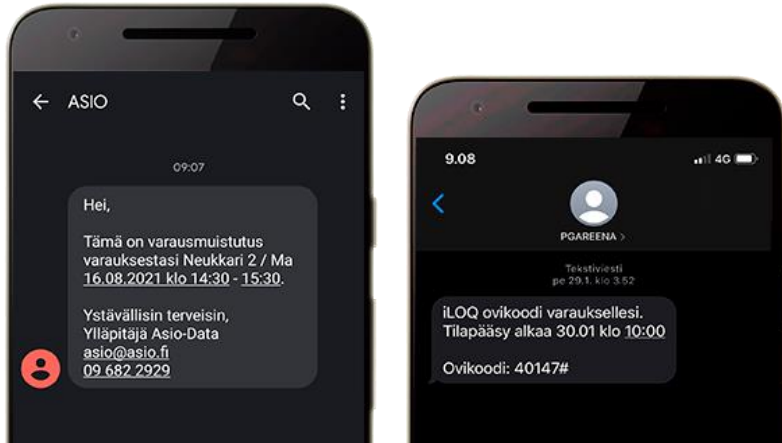 ASIO
09:07
Hei,
Tämä on varausmuistutus
varauksestasi Neukkari 2 / Ma
16.08.2021 klo 14:30 - 15:30.
Ystävällisin terveisin,
Ylläpitäjä Asio-Data
asio@asio.fi
09 682 2929
9.08
4G
PGAREENA >
Tekstiviesti
pe 29.1. klo 3.52
iLOQ ovikoodi varauksellesi.
Tilapääsy alkaa 30.01 klo 10:00
Ovikoodi: 40147#